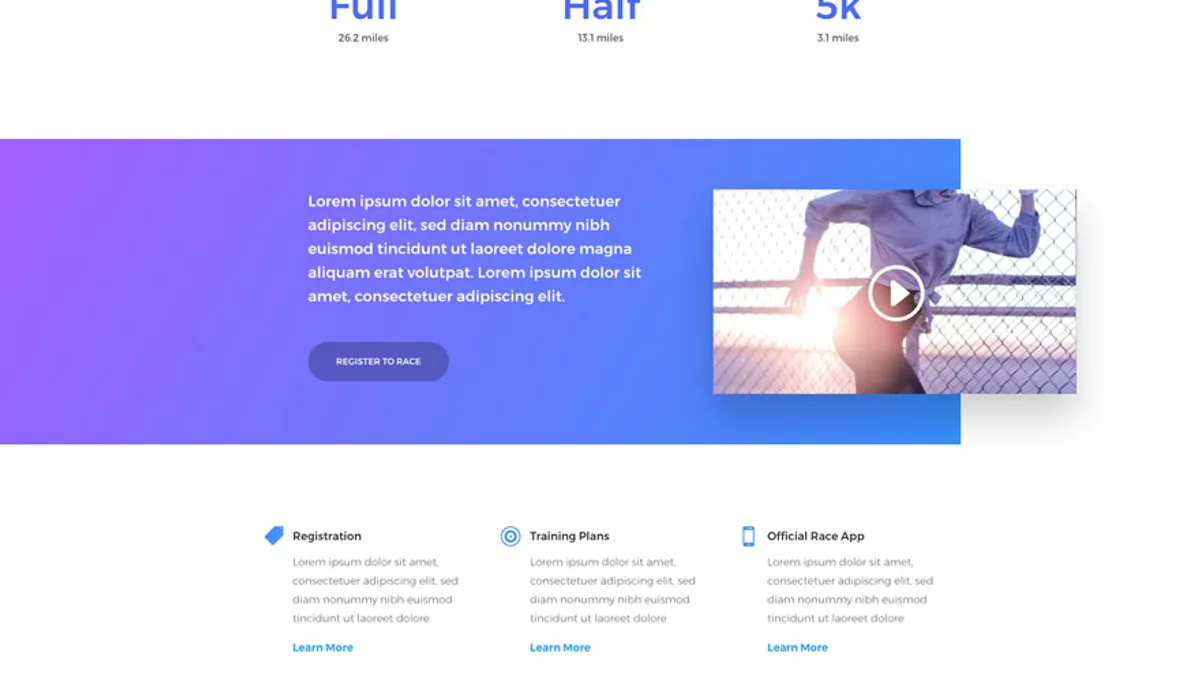 Full
Half
5k
26.2 miles
13.1 miles
3.1 miles
Lorem ipsum dolor sit amet, consectetuer
adipiscing elit, sed diam nonummy nibh
euismod tincidunt ut laoreet dolore magna
aliquam erat volutpat. Lorem ipsum dolor sit
amet, consectetuer adipiscing elit.
REGISTER TO RACE
Registration
Lorem ipsum dolor sit amet,
consectetuer adipiscing elit, sed
diam nonummy nibh euismod
tincidunt ut laoreet dolore
Learn More
Training Plans
Lorem ipsum dolor sit amet,
consectetuer adipiscing elit, sed
diam nonummy nibh euismod
tincidunt ut laoreet dolore
Learn More
Official Race App
Lorem ipsum dolor sit amet,
consectetuer adipiscing elit, sed
diam nonummy nibh euismod
tincidunt ut laoreet dolore
Learn More